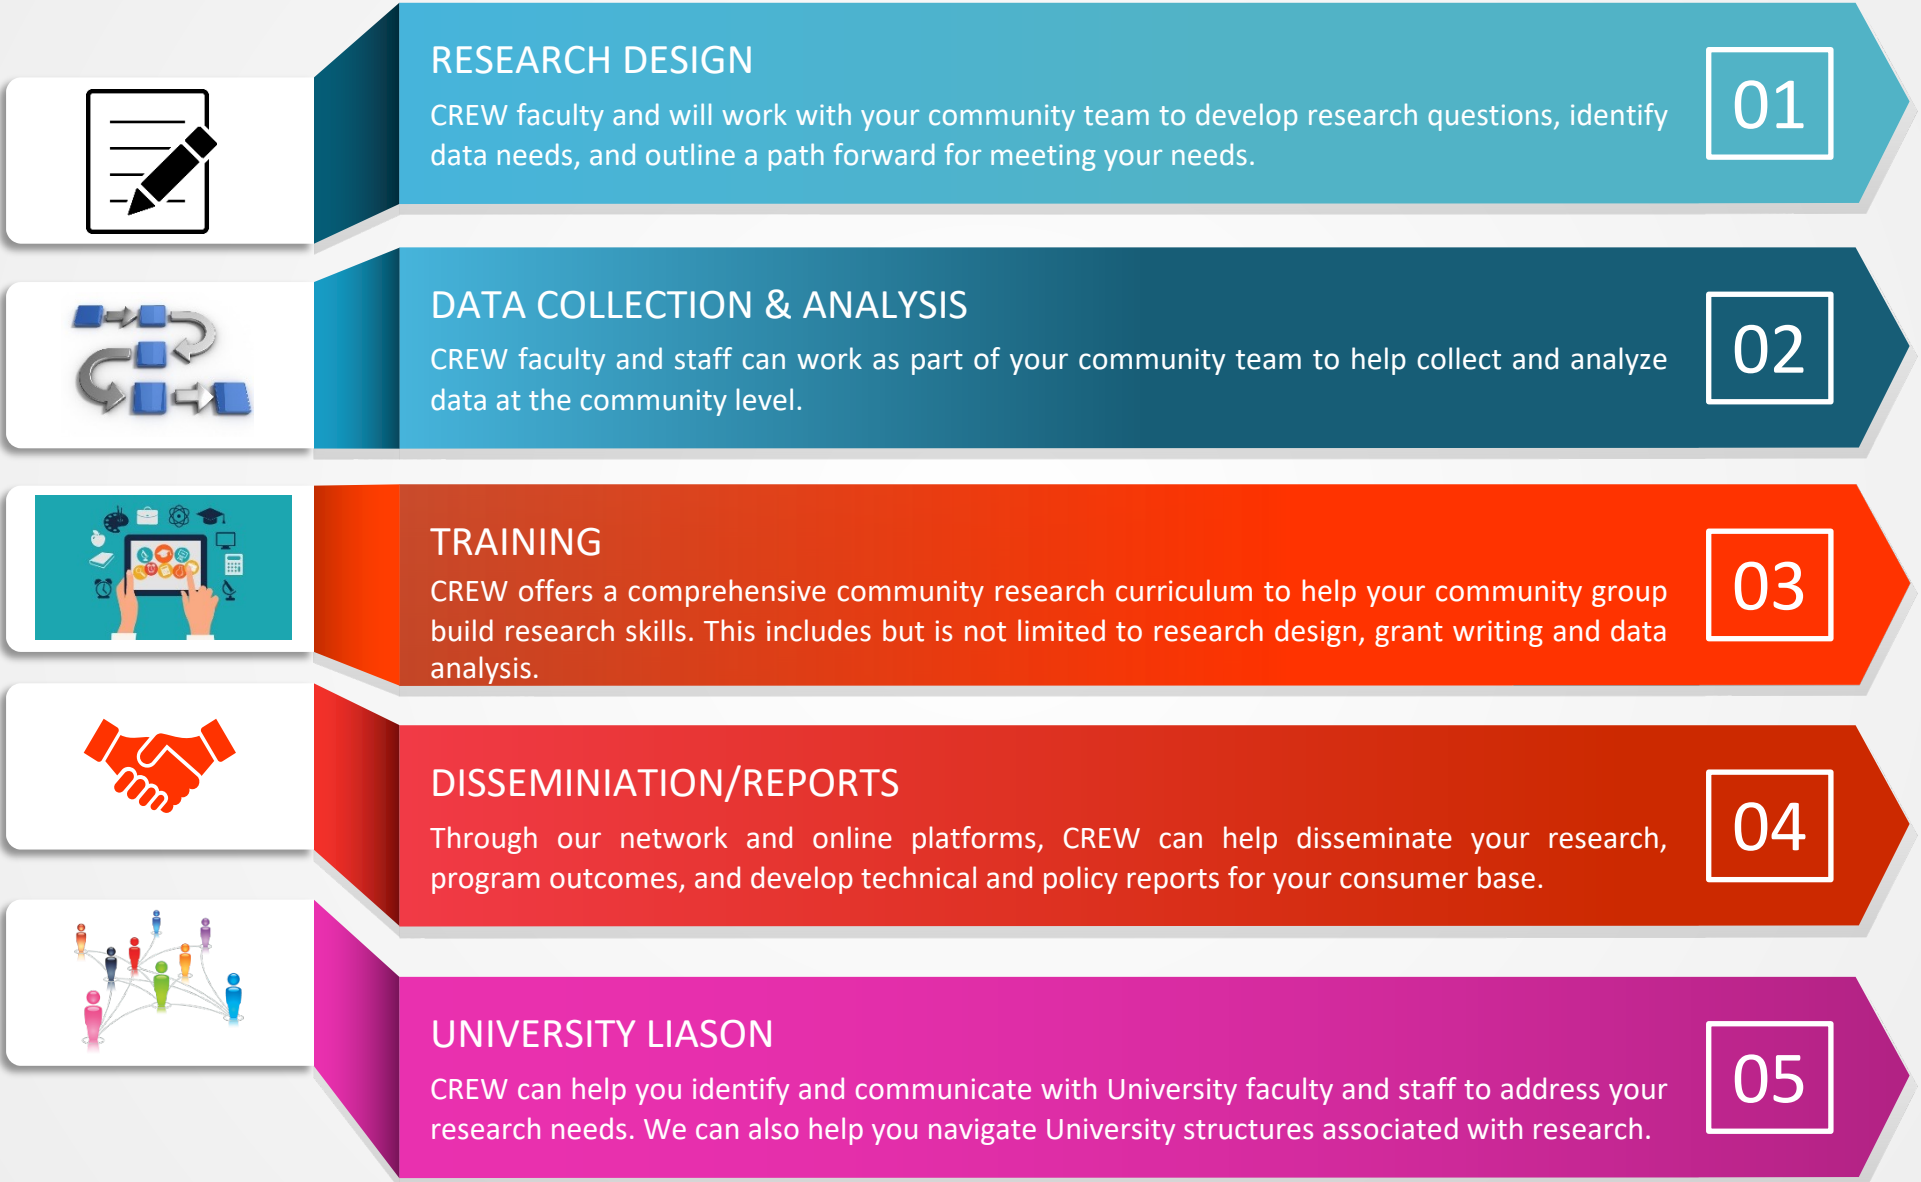 RESEARCH DESIGN
CREW faculty and will work with your community team to develop research questions, identify
data needs, and outline a path forward for meeting your needs.
01
DATA COLLECTION & ANALYSIS
CREW faculty and staff can work as part of your community team to help collect and analyze
data at the community level.
02
TRAINING
CREW offers a comprehensive community research curriculum to help your community group
build research skills. This includes but is not limited to research design, grant writing and data
analysis.
03
DISSEMINIATION/REPORTS
Through our network and online platforms, CREW can help disseminate your research,
program outcomes, and develop technical and policy reports for your consumer base.
04
UNIVERSITY LIASON
CREW can help you identify and communicate with University faculty and staff to address your
research needs. We can also help you navigate University structures associated with research.
05